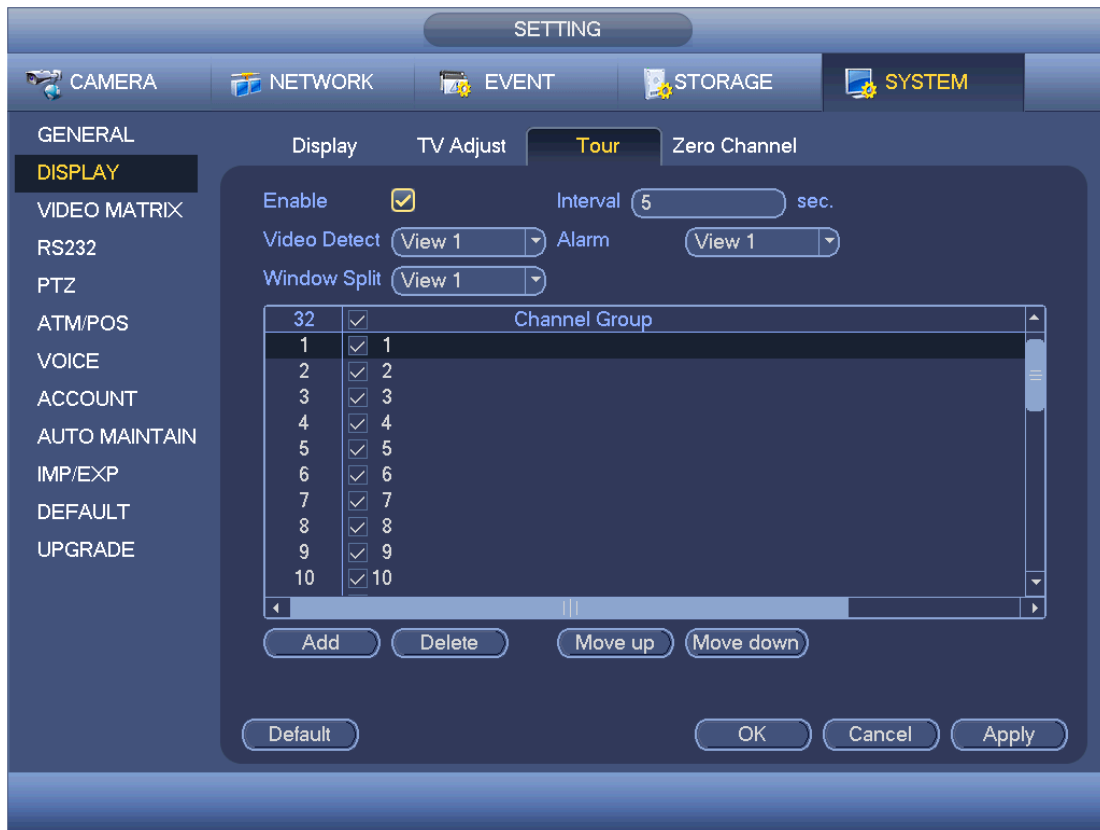 SETTING
CAMERA NETWORK EVENT STORAGE SYSTEM
GENERAL
DISPLAY
VIDEO MATRIX
RS232
PTZ
ATM/POS
VOICE
ACCOUNT
AUTO MAINTAIN
IMP/EXP
DEFAULT
UPGRADE
Display TV Adjust Tour Zero Channel
Enable Interval 5 sec.
Video Detect View 1 Alarm View 1
Window Split View 1
32 Channel Group
1 1
2 2
3 3
4 4
5 5
6 6
7 7
8 8
9 9
10 10
Add Delete Move up Move down
Default OK Cancel Apply